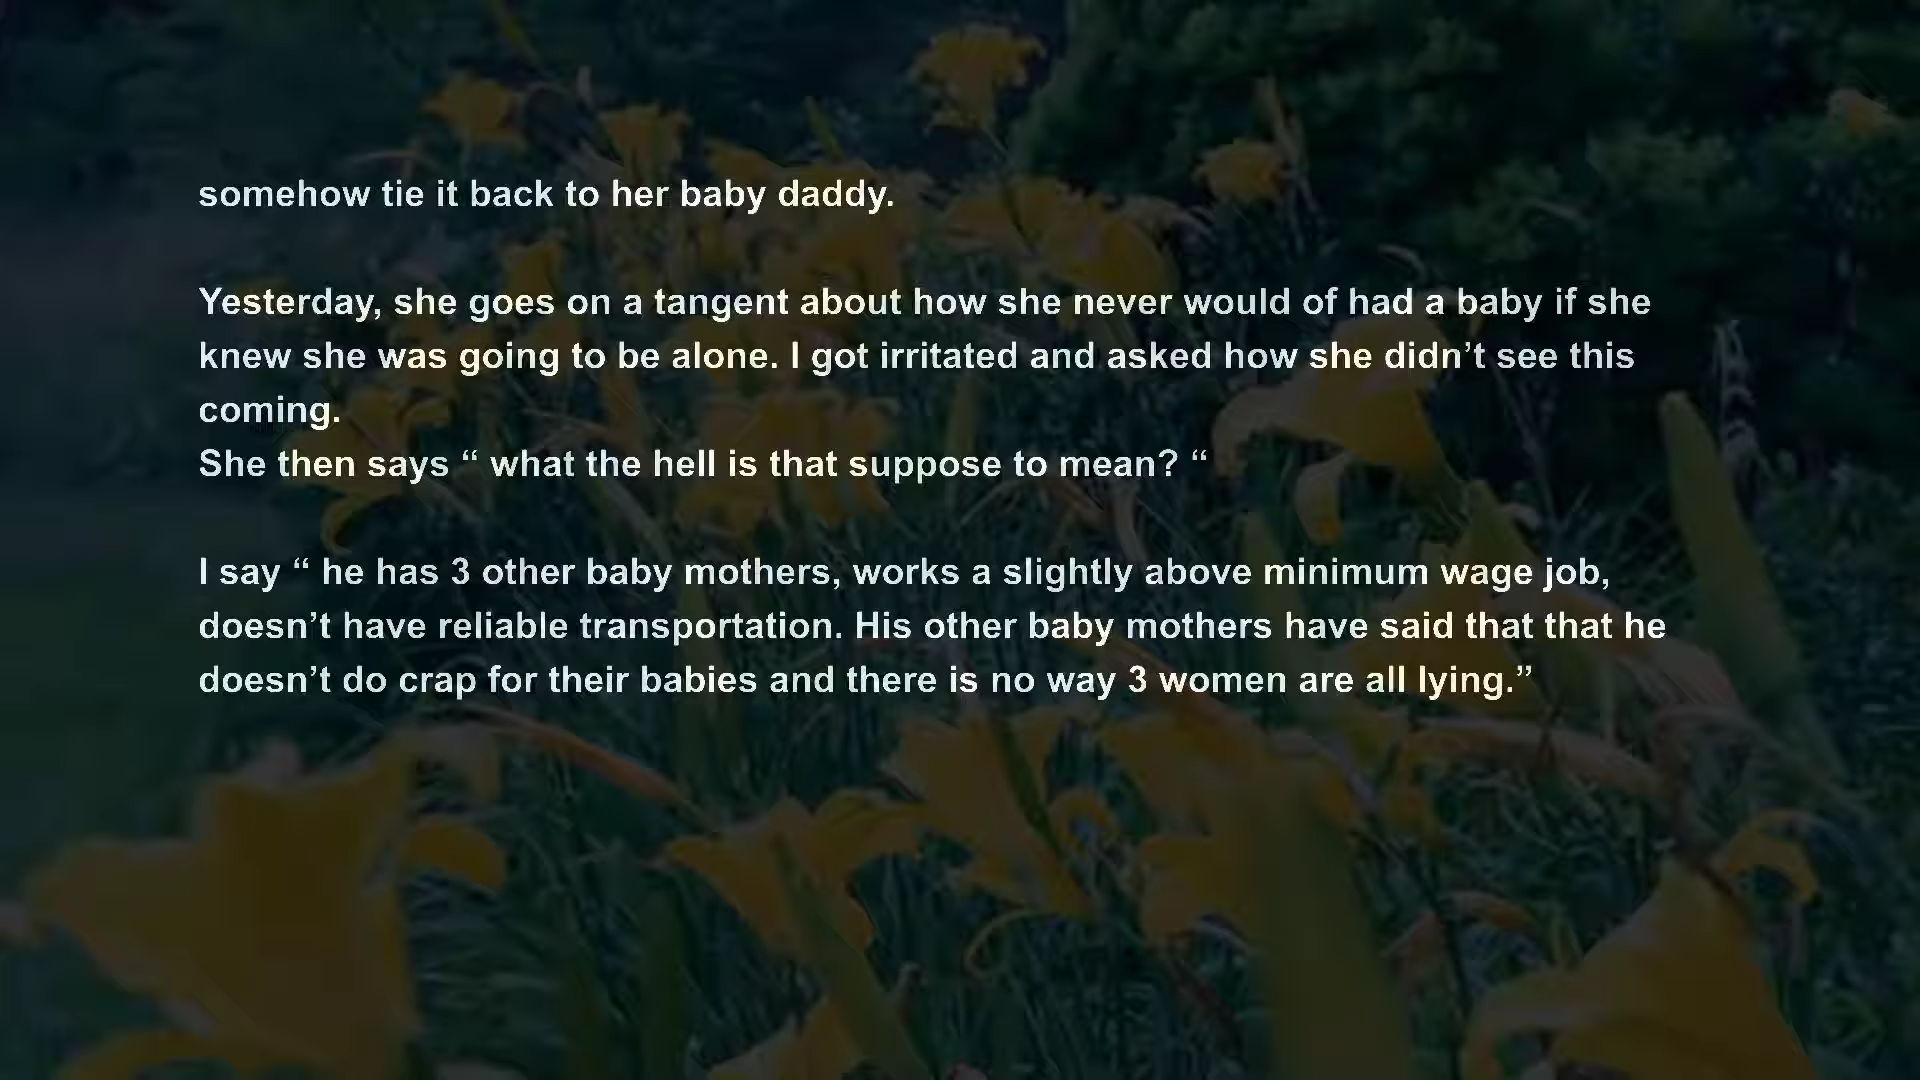 somehow tie it back to her baby daddy.
Yesterday, she goes on a tangent about how she never would of had a baby if she
knew she was going to be alone. I got irritated and asked how she didn’t see this
coming.
She then says “ what the hell is that suppose to mean? “
I say “ he has 3 other baby mothers, works a slightly above minimum wage job,
doesn’t have reliable transportation. His other baby mothers have said that that he
doesn’t do crap for their babies and there is no way 3 women are all lying.”